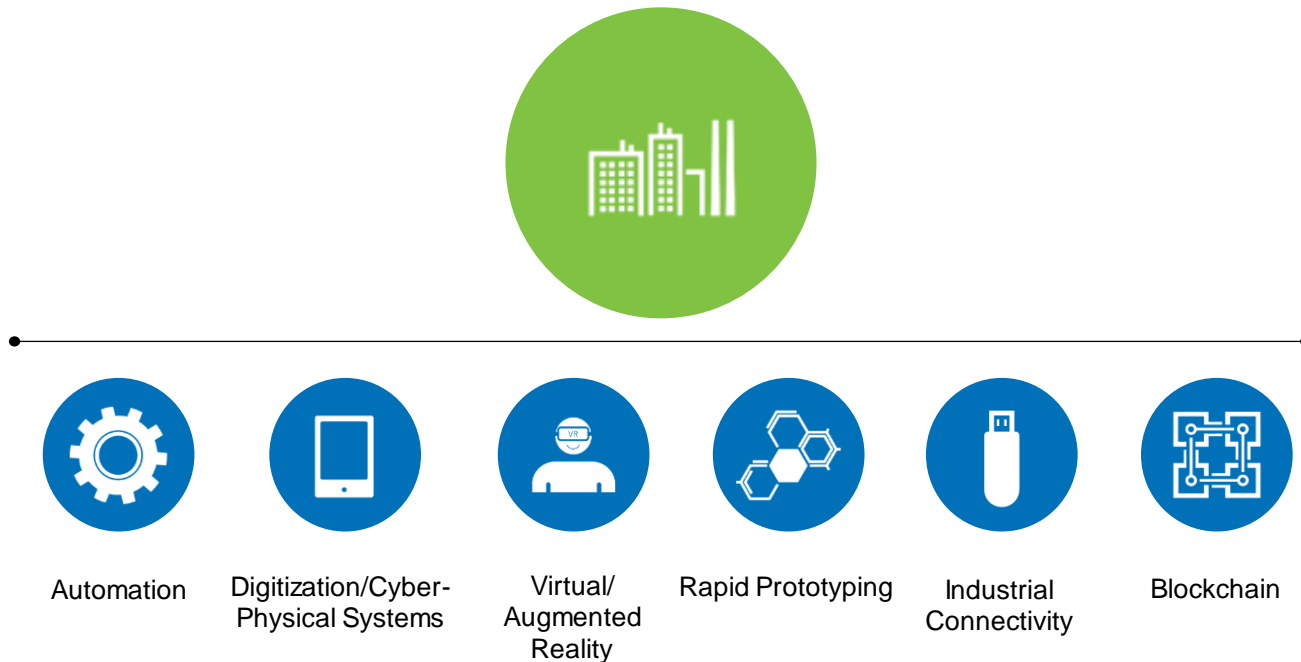 VR
Automation
Digitization/Cyber-
Physical Systems
Virtual/
Augmented
Reality
Rapid Prototyping
Industrial
Connectivity
Blockchain